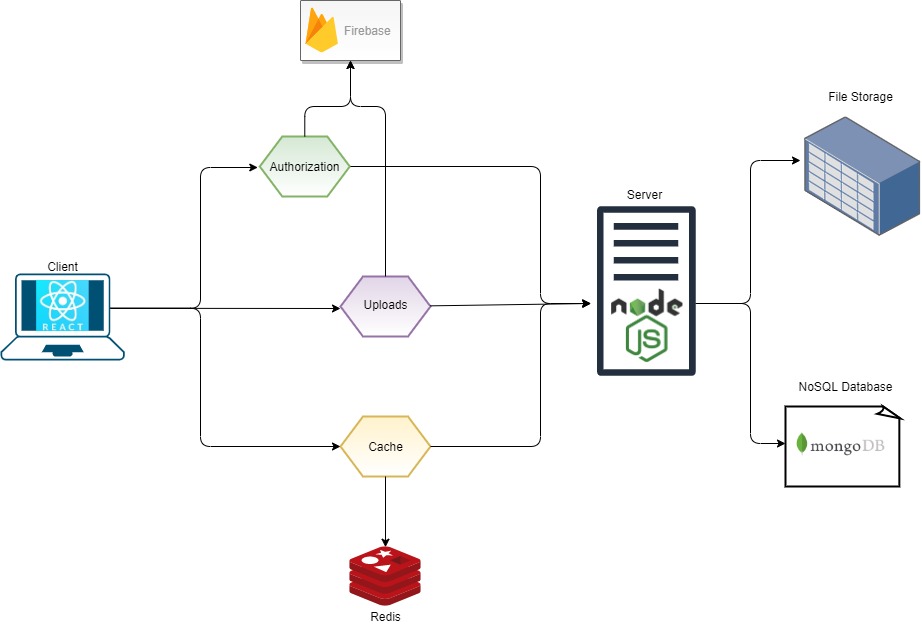 Firebase
File Storage
Authorization
Server
Client
REACT
Uploads
node
JS
NoSQL Database
mongoDB
Cache
Redis